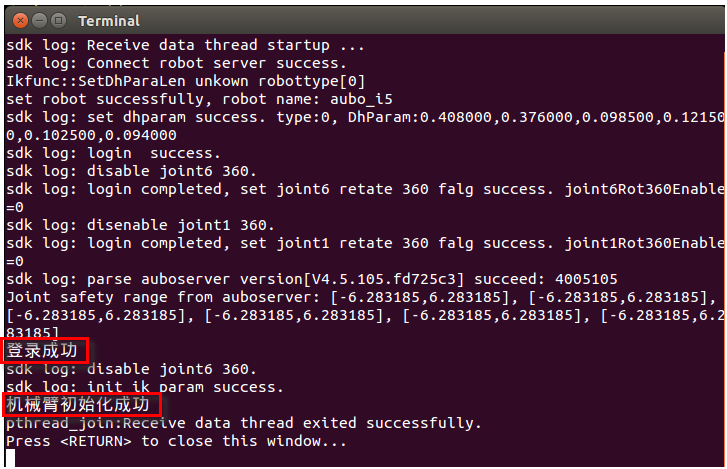 Terminal
sdk log: Receive data thread startup ...
sdk log: Connect robot server success.
Ikfunc::SetDhParaLen unkown robottype[0]
set robot successfully, robot name: aubo_i5
sdk log: set dhparam success. type:0, DhParam:0.408000,0.376000,0.098500,0.12150
0,0.102500,0.094000
sdk log: login  success.
sdk log: disable joint6 360.
sdk log: login completed, set joint6 retate 360 falg success. joint6Rot360Enable
=0
sdk log: disenable joint1 360.
sdk log: login completed, set joint1 retate 360 falg success. joint1Rot360Enable
=0
sdk log: parse auboserver version[V4.5.105.fd725c3] succeed: 4005105
Joint safety range from auboserver: [-6.283185,6.283185], [-6.283185,6.283185],
[-6.283185,6.283185], [-6.283185,6.283185], [-6.283185,6.283185], [-6.283185,6.2
83185]
登录成功
sdk log: disable joint6 360.
sdk log: init ik param success.
机械臂初始化成功
pthread_join:Receive data thread exited successfully.
Press <RETURN> to close this window...